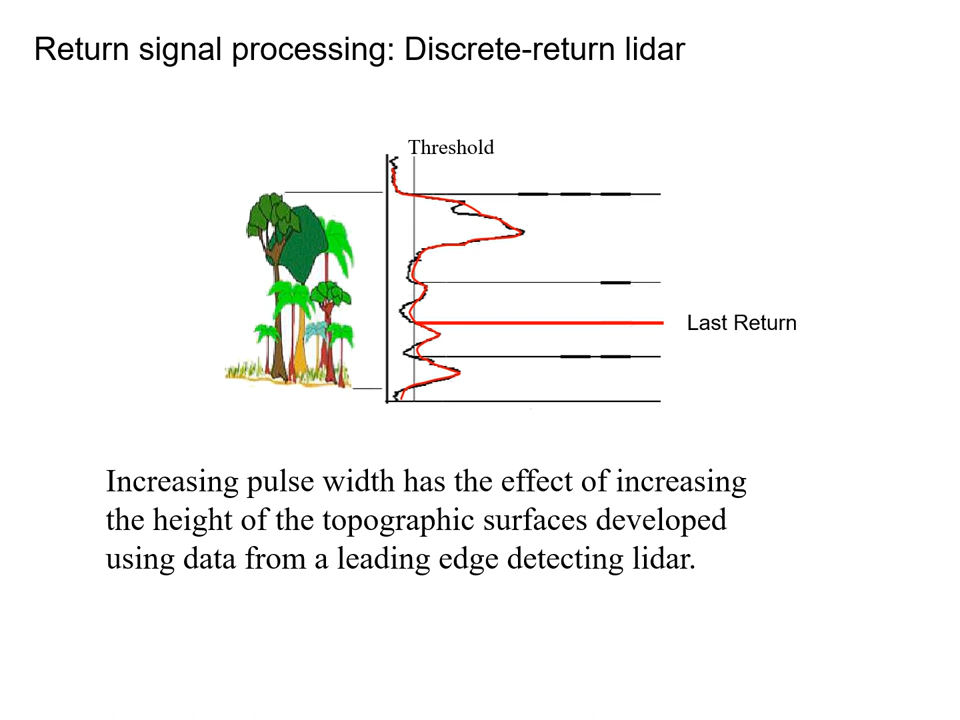 Return signal processing: Discrete-return lidar
Threshold
Last Return
Increasing pulse width has the effect of increasing
the height of the topographic surfaces developed
using data from a leading edge detecting lidar.